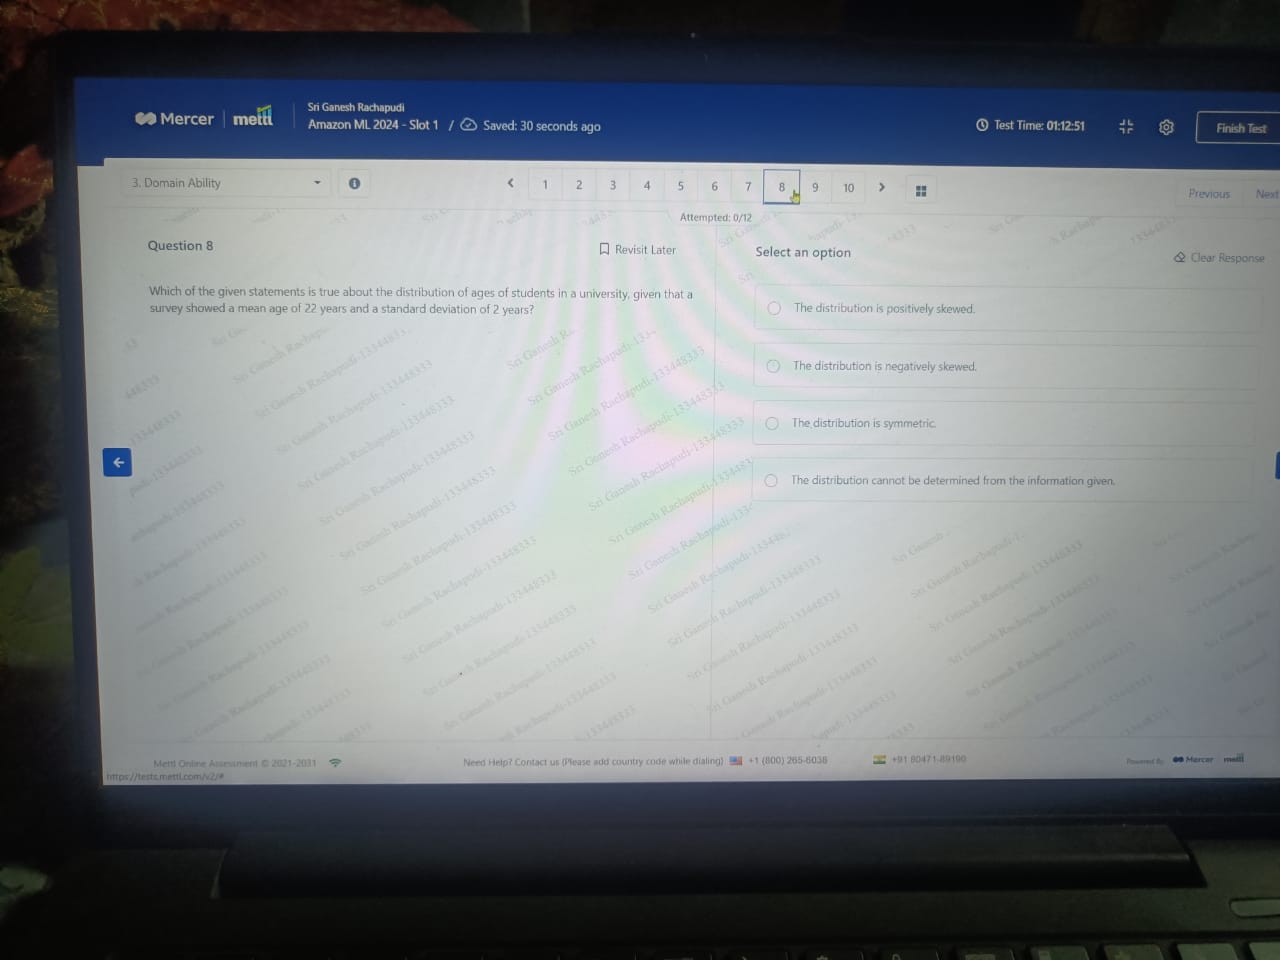 Mercer | mettl
Sri Ganesh Rachapudi
Amazon ML 2024 - Slot 1 / Saved: 30 seconds ago
Test Time: 01:12:51
Finish Test
3. Domain Ability
1 2 3 4 5 6 7 8 9 10
Previous Next
Attempted: 0/12
Question 8
Revisit Later
Which of the given statements is true about the distribution of ages of students in a university, given that a
survey showed a mean age of 22 years and a standard deviation of 2 years?
Select an option
Clear Response
The distribution is positively skewed.
The distribution is negatively skewed.
The distribution is symmetric.
The distribution cannot be determined from the information given.
Sri Ganesh Rachapudi-133448333
Mettl Online Assessment © 2021-2031
Need Help? Contact us (Please add country code while dialing) +1 (800) 265-6038 +91 80471-89190
Powered By Mercer mettl
https://tests.mettl.com/v2/#